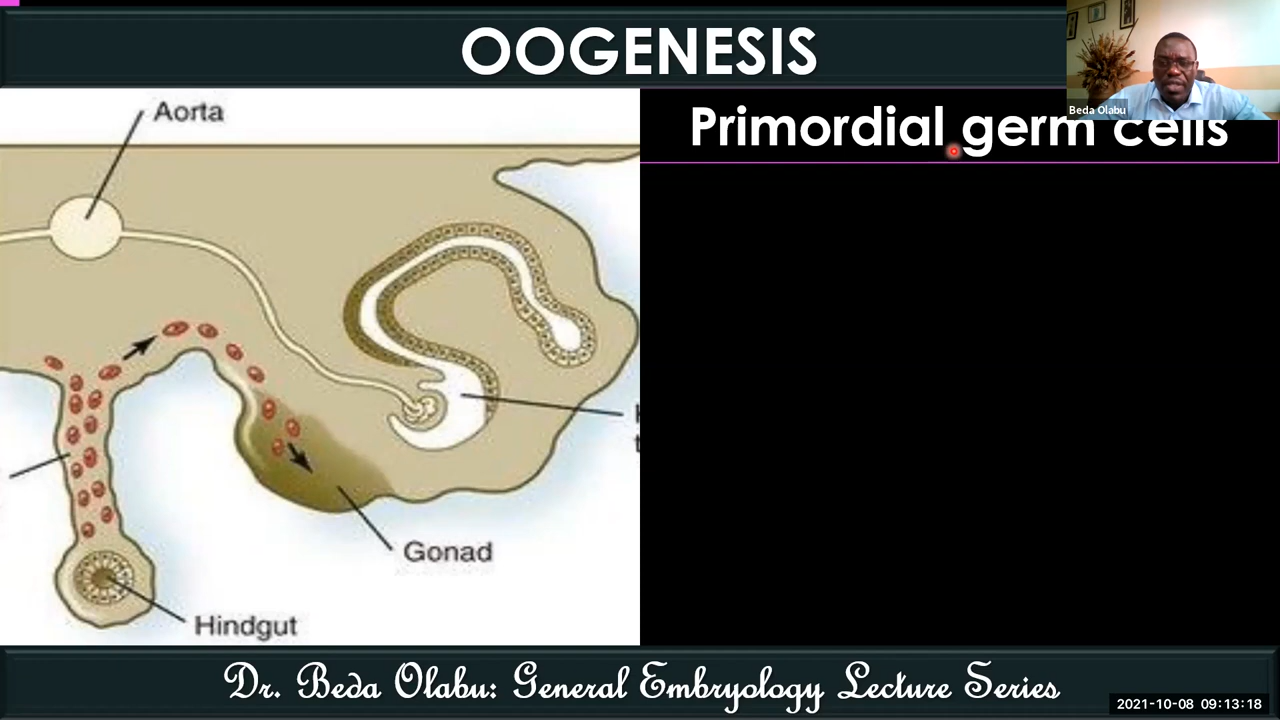 OOGENESIS
Beda Olabu
Aorta
Primordial germ cells
Gonad
Hindgut
Dr. Beda Olabu: General Embryology Lecture Series
2021-10-08 09:13:18